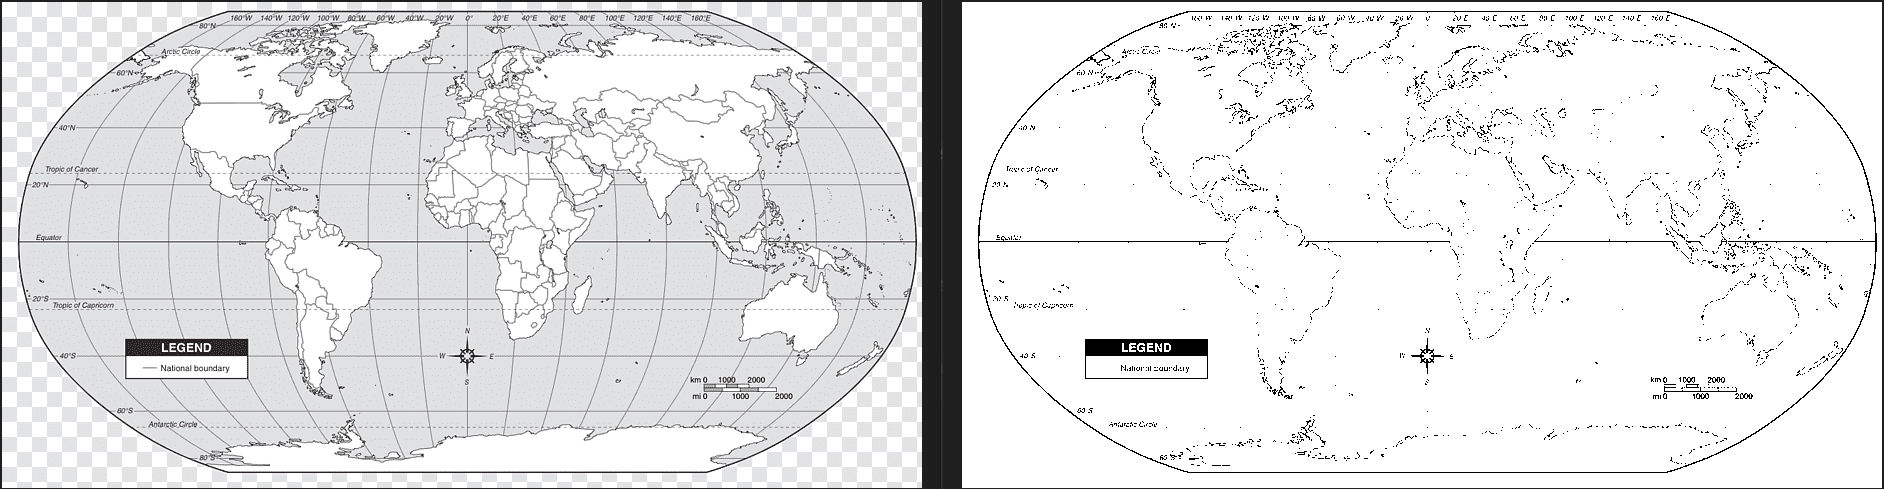 160°W 140°W 120°W 100°W 80°W 60°W 40°W 20°W 0° 20°E 40°E 60°E 80°E 100°E 120°E 140°E 160°E
80°N
Arctic Circle
60°N
40°N
Tropic of Cancer
20°N
Equator
20°S
Tropic of Capricorn
N
W E
S
LEGEND
National boundary
40°S
km 0 1000 2000
mi 0 1000 2000
60°S
Antarctic Circle
80°S
160 W 140 W 120 W 100 W 80 W 60 W 40 W 20 W 0 20 E 40 E 60 E 80 E 100 E 120 E 140 E 160 E
80 N
Arctic Circle
60 N
40 N
Tropic of Cancer
20 N
Equator
20 S
Tropic of Capricorn
N
W E
LEGEND
National boundary
40 S
km 0 1000 2000
mi 0 1000 2000
60 S
Antarctic Circle
80 S